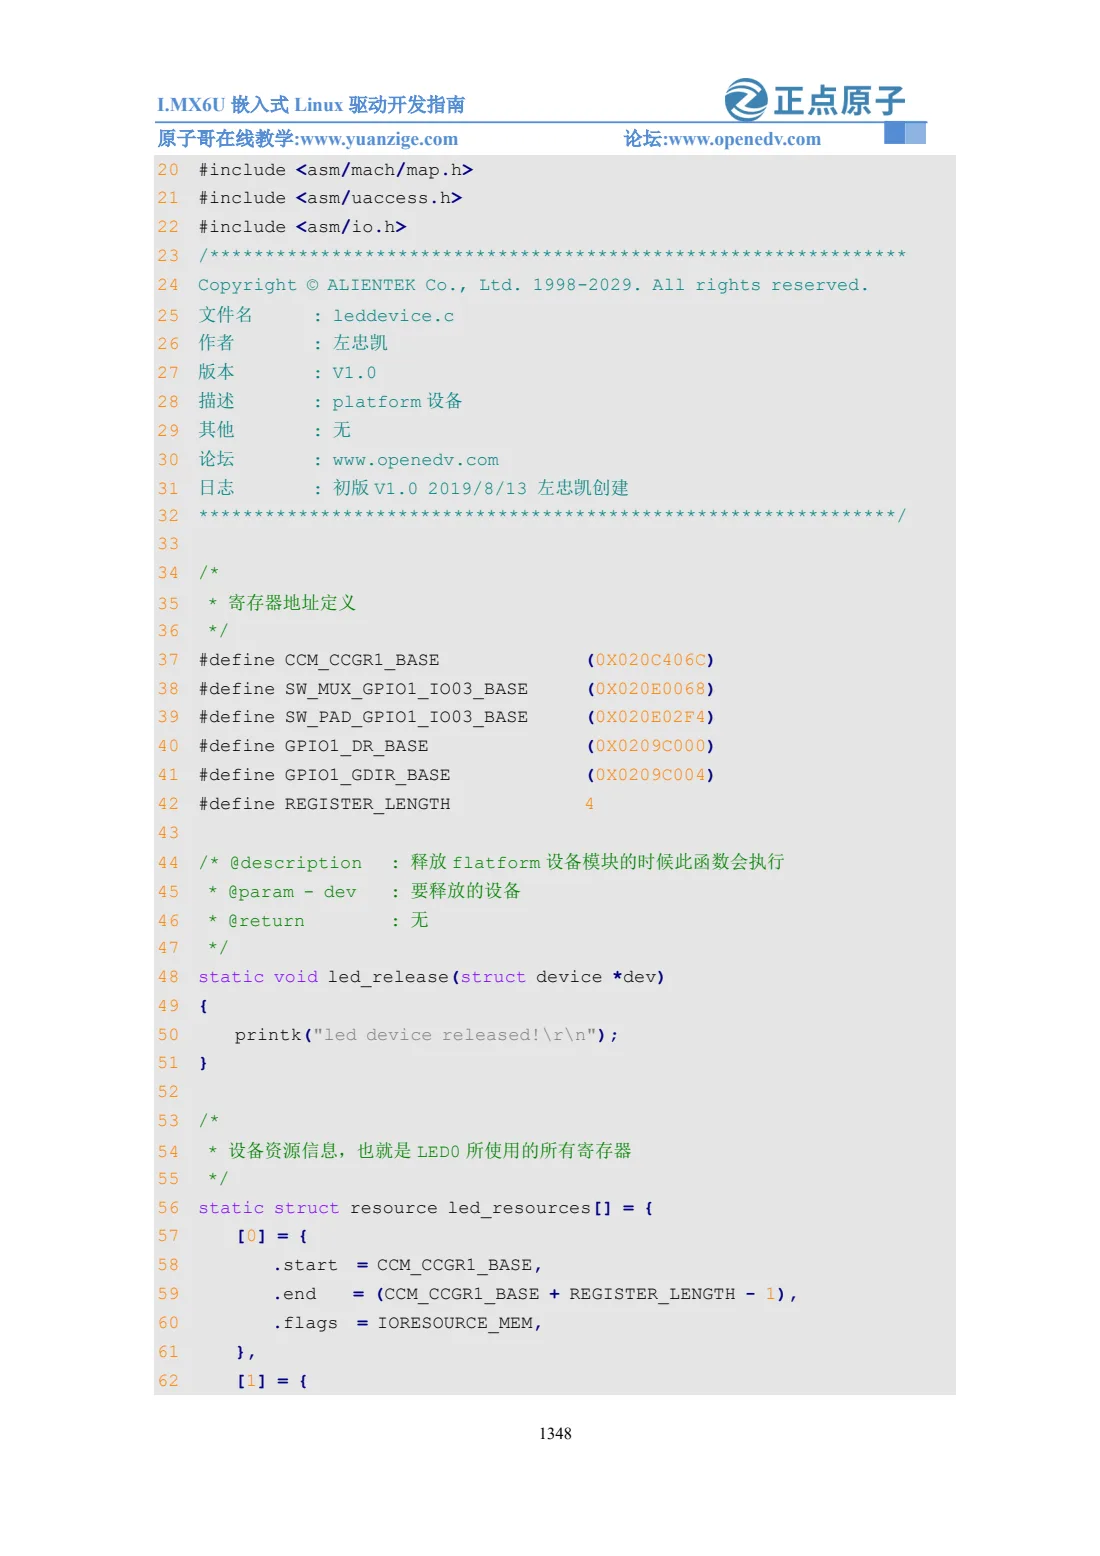 I.MX6U 嵌入式 Linux 驱动开发指南
正点原子
原子哥在线教学:www.yuanzige.com 论坛:www.openedv.com
20 #include <asm/mach/map.h>
21 #include <asm/uaccess.h>
22 #include <asm/io.h>
23 /***************************************************************
24 Copyright © ALIENTEK Co., Ltd. 1998-2029. All rights reserved.
25 文件名 : leddevice.c
26 作者 : 左忠凯
27 版本 : V1.0
28 描述 : platform 设备
29 其他 : 无
30 论坛 : www.openedv.com
31 日志 : 初版 V1.0 2019/8/13 左忠凯创建
32 ***************************************************************/
33
34 /*
35 * 寄存器地址定义
36 */
37 #define CCM_CCGR1_BASE (0X020C406C)
38 #define SW_MUX_GPIO1_IO03_BASE (0X020E0068)
39 #define SW_PAD_GPIO1_IO03_BASE (0X020E02F4)
40 #define GPIO1_DR_BASE (0X0209C000)
41 #define GPIO1_GDIR_BASE (0X0209C004)
42 #define REGISTER_LENGTH 4
43
44 /* @description : 释放 flatform 设备模块的时候此函数会执行
45 * @param - dev : 要释放的设备
46 * @return : 无
47 */
48 static void led_release(struct device *dev)
49 {
50 printk("led device released!\r\n");
51 }
52
53 /*
54 * 设备资源信息，也就是 LED0 所使用的所有寄存器
55 */
56 static struct resource led_resources[] = {
57 [0] = {
58 .start = CCM_CCGR1_BASE,
59 .end = (CCM_CCGR1_BASE + REGISTER_LENGTH - 1),
60 .flags = IORESOURCE_MEM,
61 },
62 [1] = {
1348